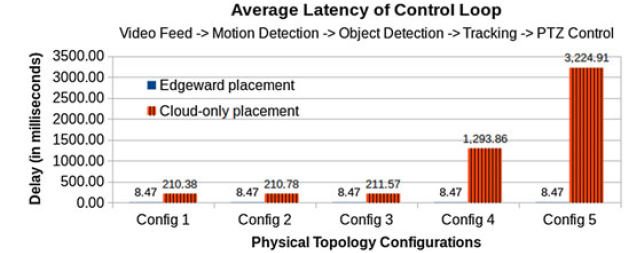 Average Latency of Control Loop
Video Feed -> Motion Detection -> Object Detection -> Tracking -> PTZ Control
Delay (in milliseconds)
3500.00
3000.00
2500.00
2000.00
1500.00
1000.00
500.00
0.00
Edgeward placement
Cloud-only placement
8.47 210.38
8.47 210.78
8.47 211.57
8.47 1,293.86
8.47 3,224.91
Config 1 Config 2 Config 3 Config 4 Config 5
Physical Topology Configurations